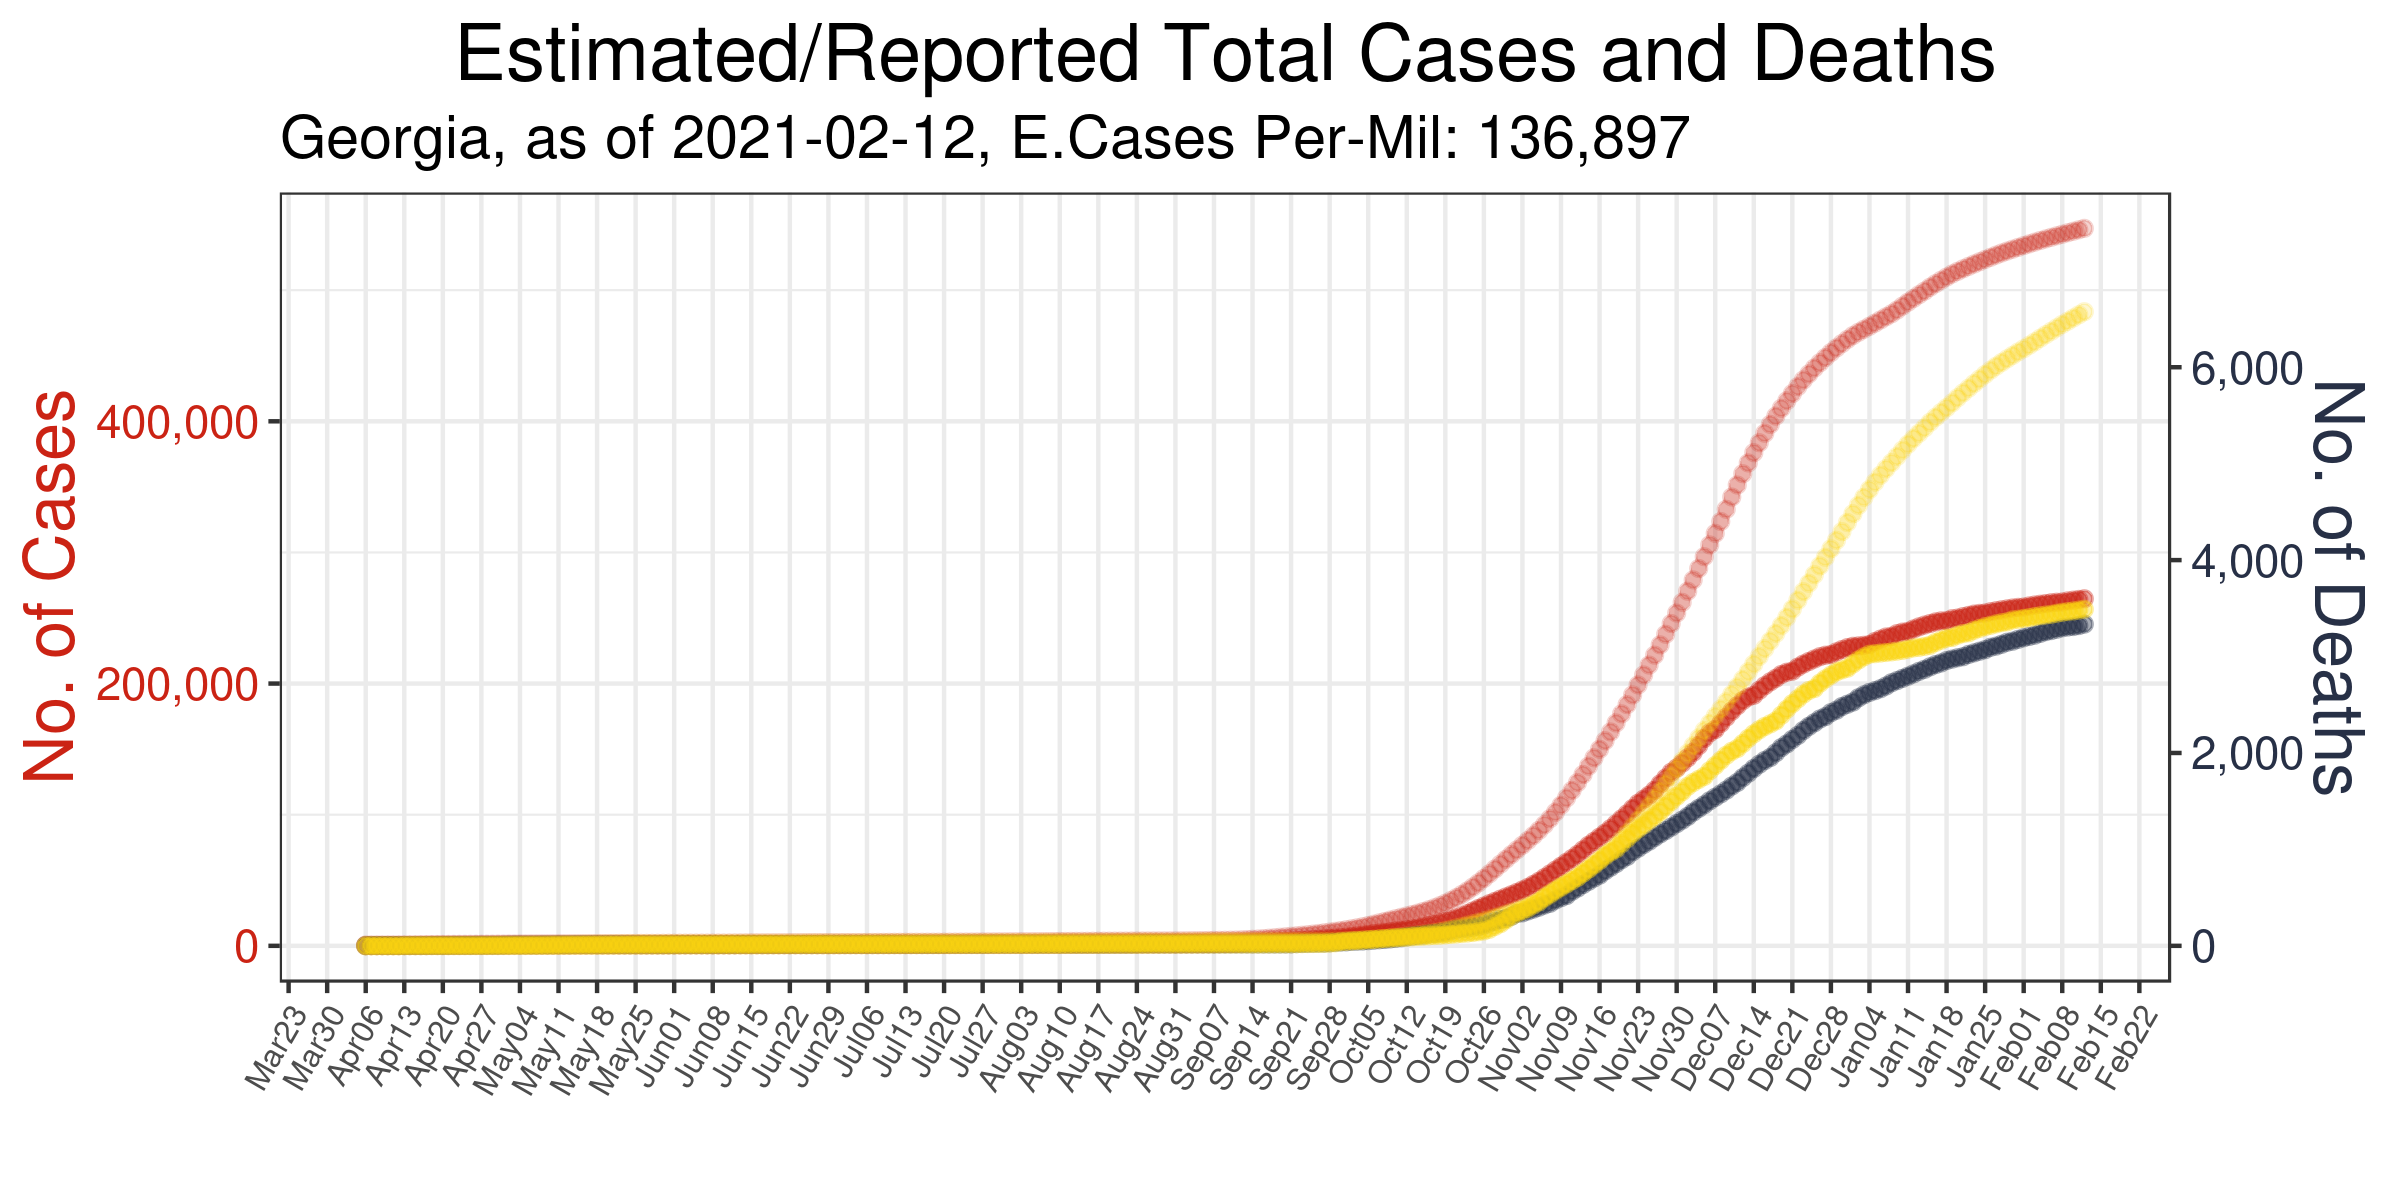 Estimated/Reported Total Cases and Deaths
Georgia, as of 2021-02-12, E.Cases Per-Mil: 136,897
No. of Cases
400,000
200,000
0
6,000
4,000
2,000
0
No. of Deaths
Mar23
Mar30
Apr06
Apr13
Apr20
Apr27
May04
May11
May18
May25
Jun01
Jun08
Jun15
Jun22
Jun29
Jul06
Jul13
Jul20
Jul27
Aug03
Aug10
Aug17
Aug24
Aug31
Sep07
Sep14
Sep21
Sep28
Oct05
Oct12
Oct19
Oct26
Nov02
Nov09
Nov16
Nov23
Nov30
Dec07
Dec14
Dec21
Dec28
Jan04
Jan11
Jan18
Jan25
Feb01
Feb08
Feb15
Feb22